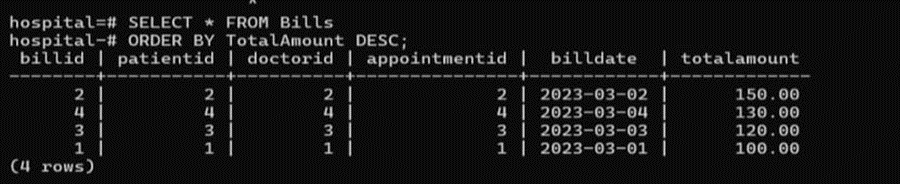 hospital=# SELECT * FROM Bills
hospital-# ORDER BY TotalAmount DESC;
 billid | patientid | doctorid | appointmentid |  billdate  | totalamount
--------+-----------+----------+---------------+------------+-------------
      2 |         2 |        2 |             2 | 2023-03-02 |      150.00
      4 |         4 |        4 |             4 | 2023-03-04 |      130.00
      3 |         3 |        3 |             3 | 2023-03-03 |      120.00
      1 |         1 |        1 |             1 | 2023-03-01 |      100.00
(4 rows)